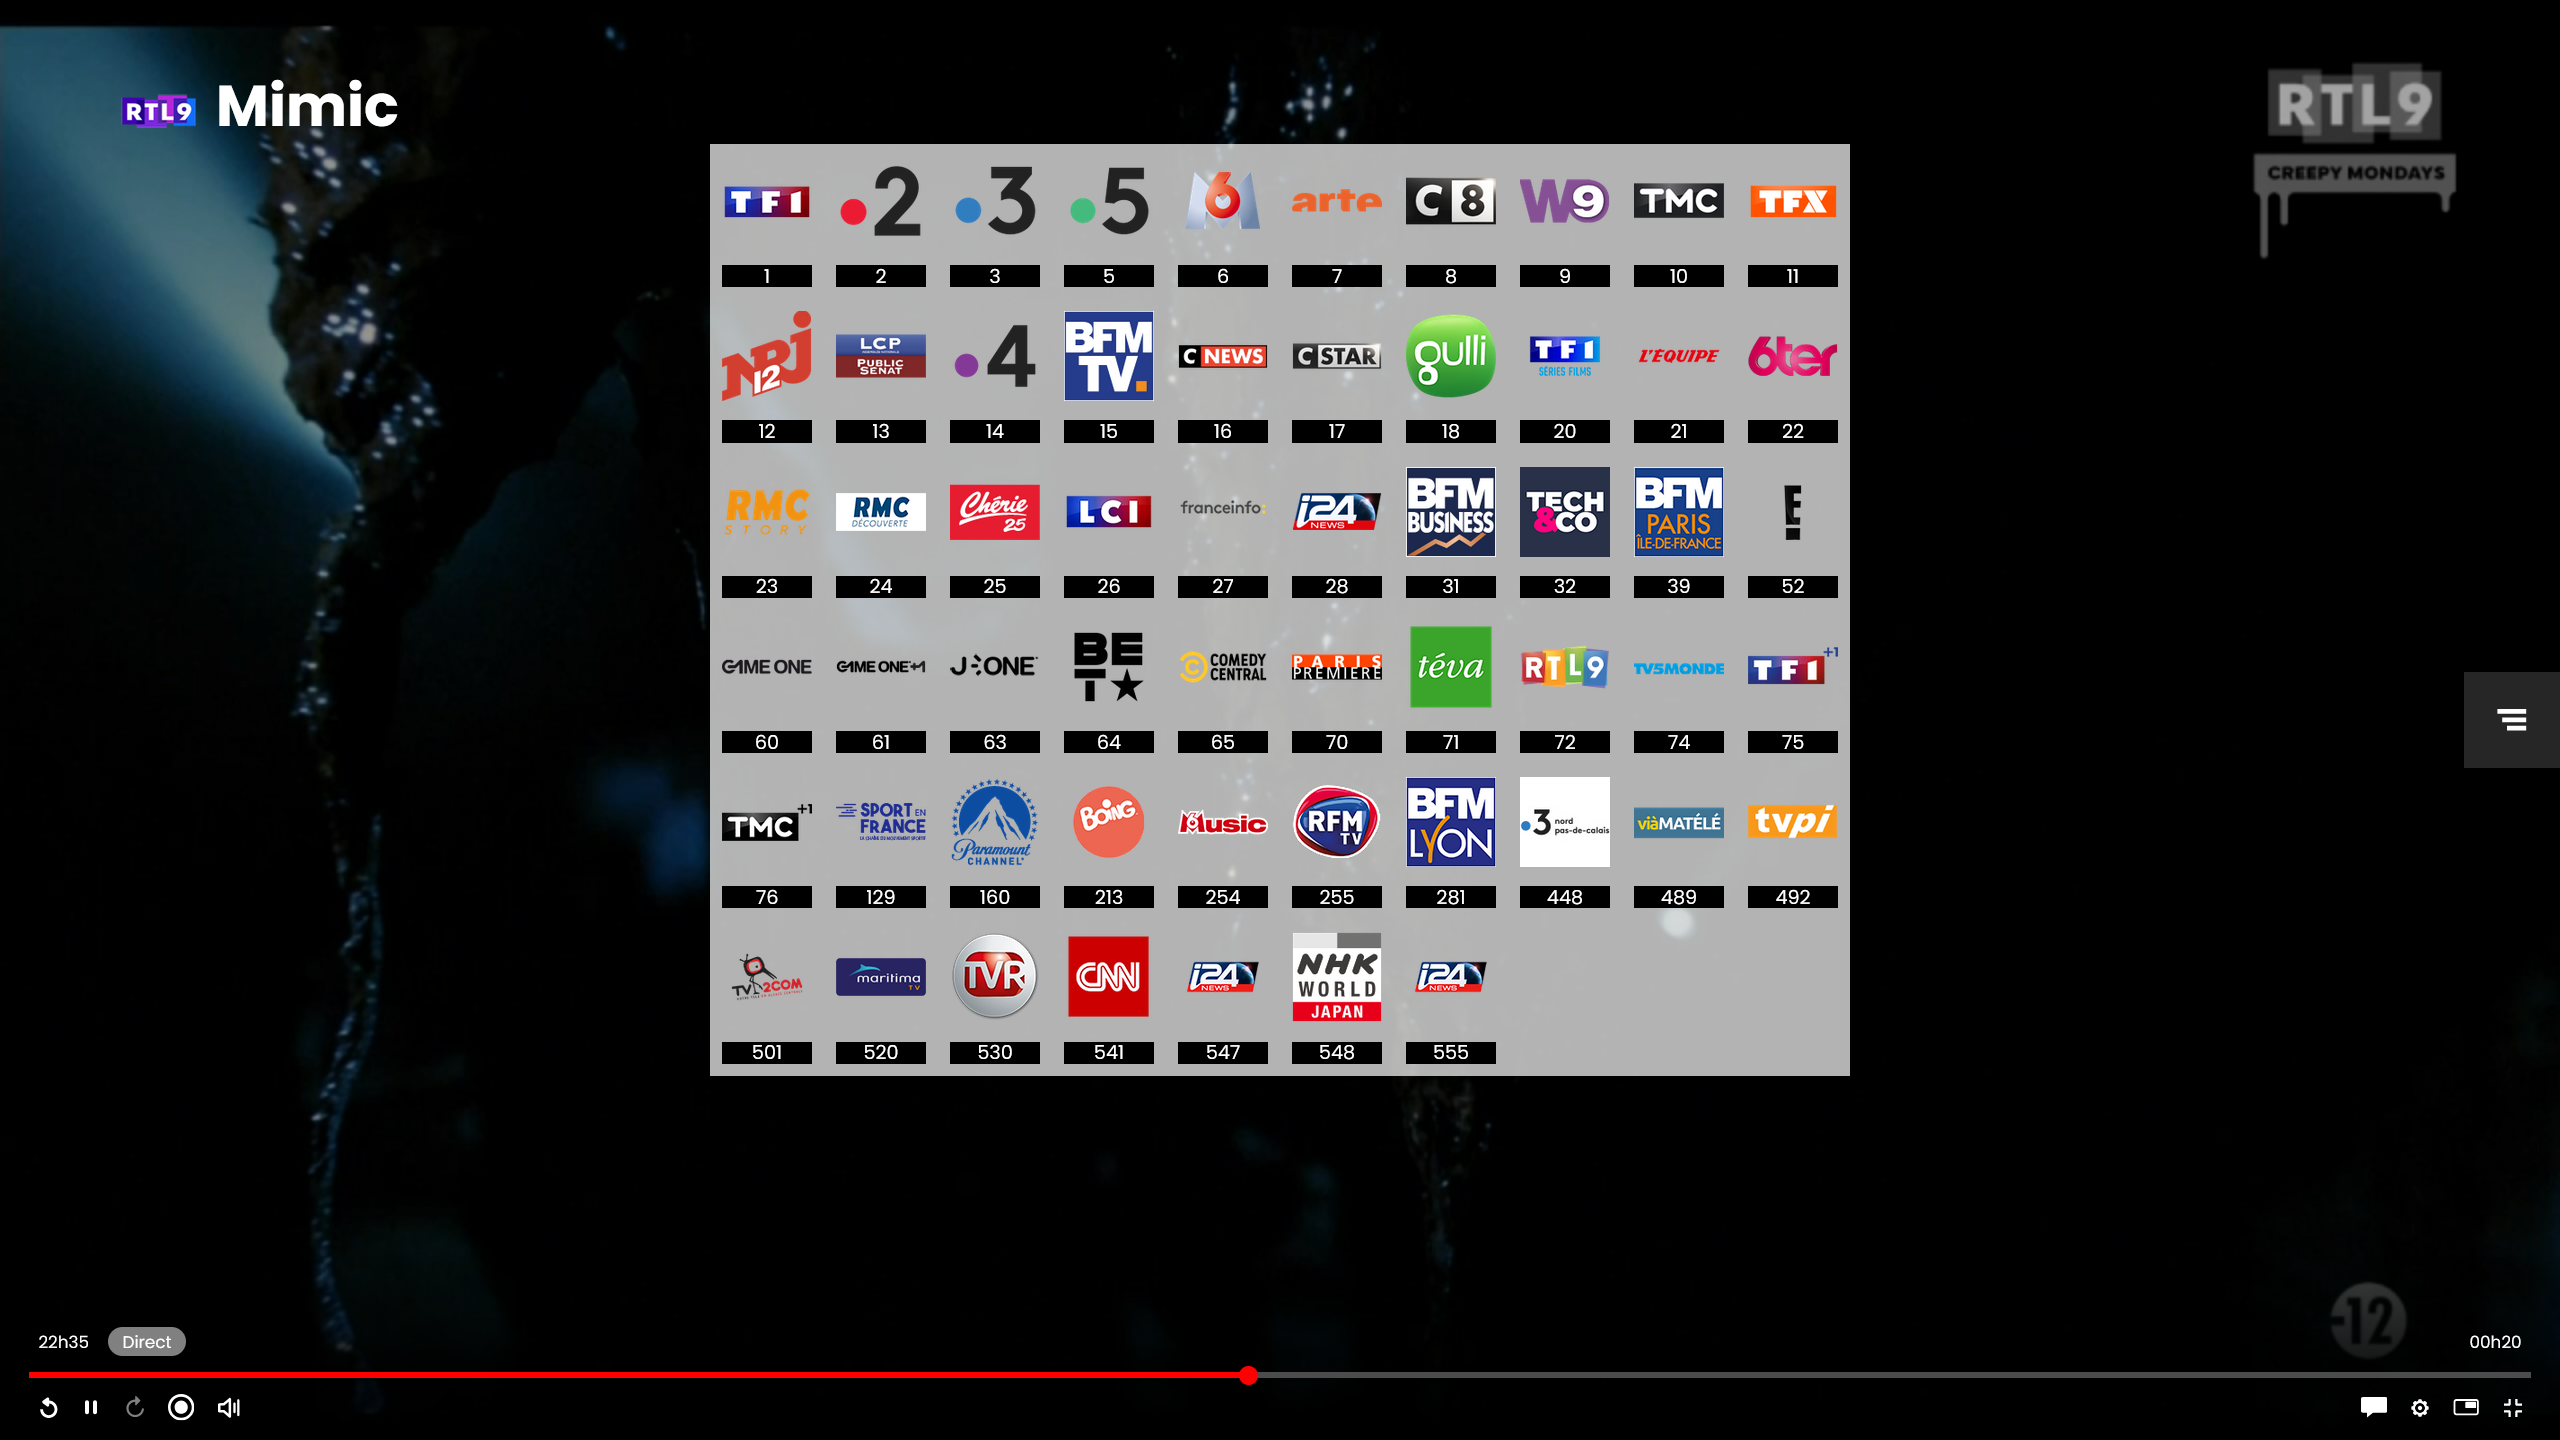 RTL9 Mimic
RTL9
CREEPY MONDAYS
TF1 2 3 5 M6 arte C8 W9 TMC TFX
1 2 3 5 6 7 8 9 10 11
NRJ 12 LCP PUBLIC SENAT 4 BFM TV. CNEWS CSTAR gulli TF1 SÉRIES FILMS L'ÉQUIPE 6ter
12 13 14 15 16 17 18 20 21 22
RMC STORY RMC DÉCOUVERTE Chérie 25 LCI franceinfo: i24 NEWS BFM BUSINESS TECH &CO BFM PARIS ÎLE-DE-FRANCE E!
23 24 25 26 27 28 31 32 39 52
GAME ONE GAME ONE+1 J-ONE BET COMEDY CENTRAL PARIS PREMIERE téva RTL9 TV5MONDE TF1 +1
60 61 63 64 65 70 71 72 74 75
TMC +1 SPORT EN FRANCE Paramount CHANNEL BOING M6 Music RFM TV BFM LYON 3 nord pas-de-calais viàMATÉLÉ tvpi
76 129 160 213 254 255 281 448 489 492
TV2COM maritima TV TVR CNN i24 NEWS NHK WORLD JAPAN i24 NEWS
501 520 530 541 547 548 555
-12
22h35 Direct 00h20